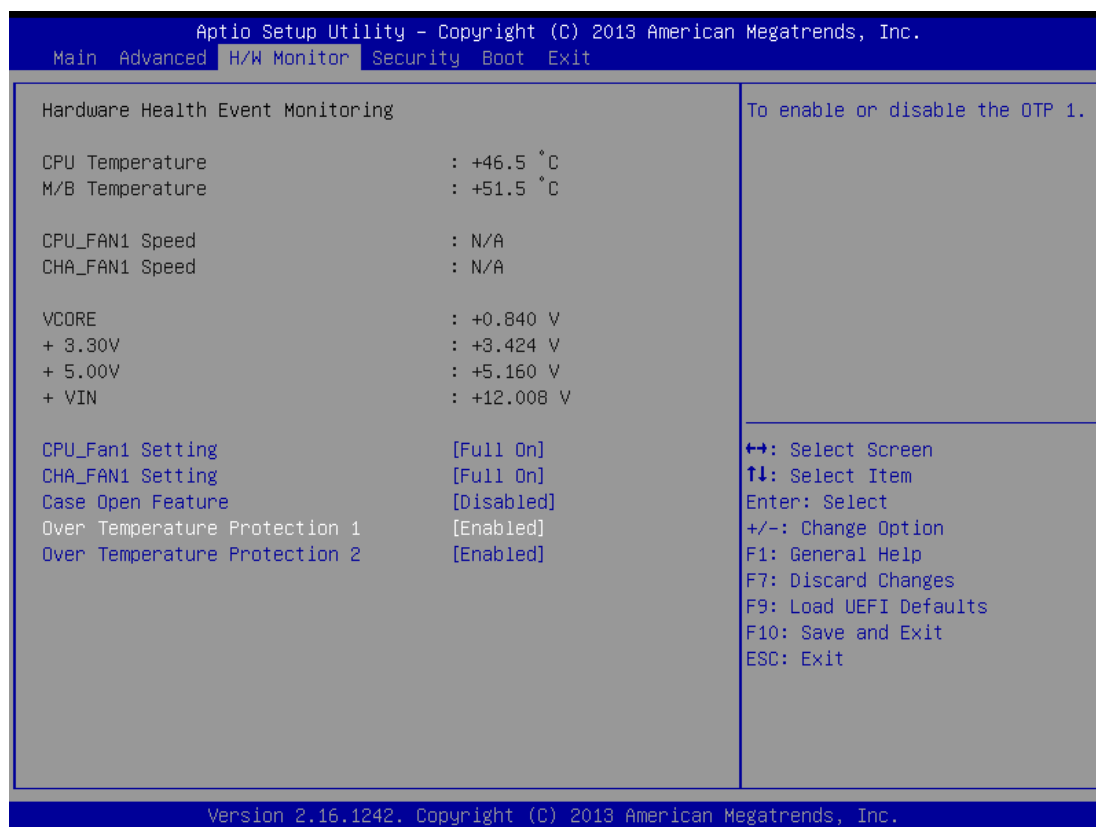 Aptio Setup Utility – Copyright (C) 2013 American Megatrends, Inc.
Main Advanced H/W Monitor Security Boot Exit
Hardware Health Event Monitoring
CPU Temperature : +46.5 °C
M/B Temperature : +51.5 °C
CPU_FAN1 Speed : N/A
CHA_FAN1 Speed : N/A
VCORE : +0.840 V
+ 3.30V : +3.424 V
+ 5.00V : +5.160 V
+ VIN : +12.008 V
CPU_Fan1 Setting [Full On]
CHA_FAN1 Setting [Full On]
Case Open Feature [Disabled]
Over Temperature Protection 1 [Enabled]
Over Temperature Protection 2 [Enabled]
To enable or disable the OTP 1.
↔: Select Screen
↑↓: Select Item
Enter: Select
+/-: Change Option
F1: General Help
F7: Discard Changes
F9: Load UEFI Defaults
F10: Save and Exit
ESC: Exit
Version 2.16.1242. Copyright (C) 2013 American Megatrends, Inc.